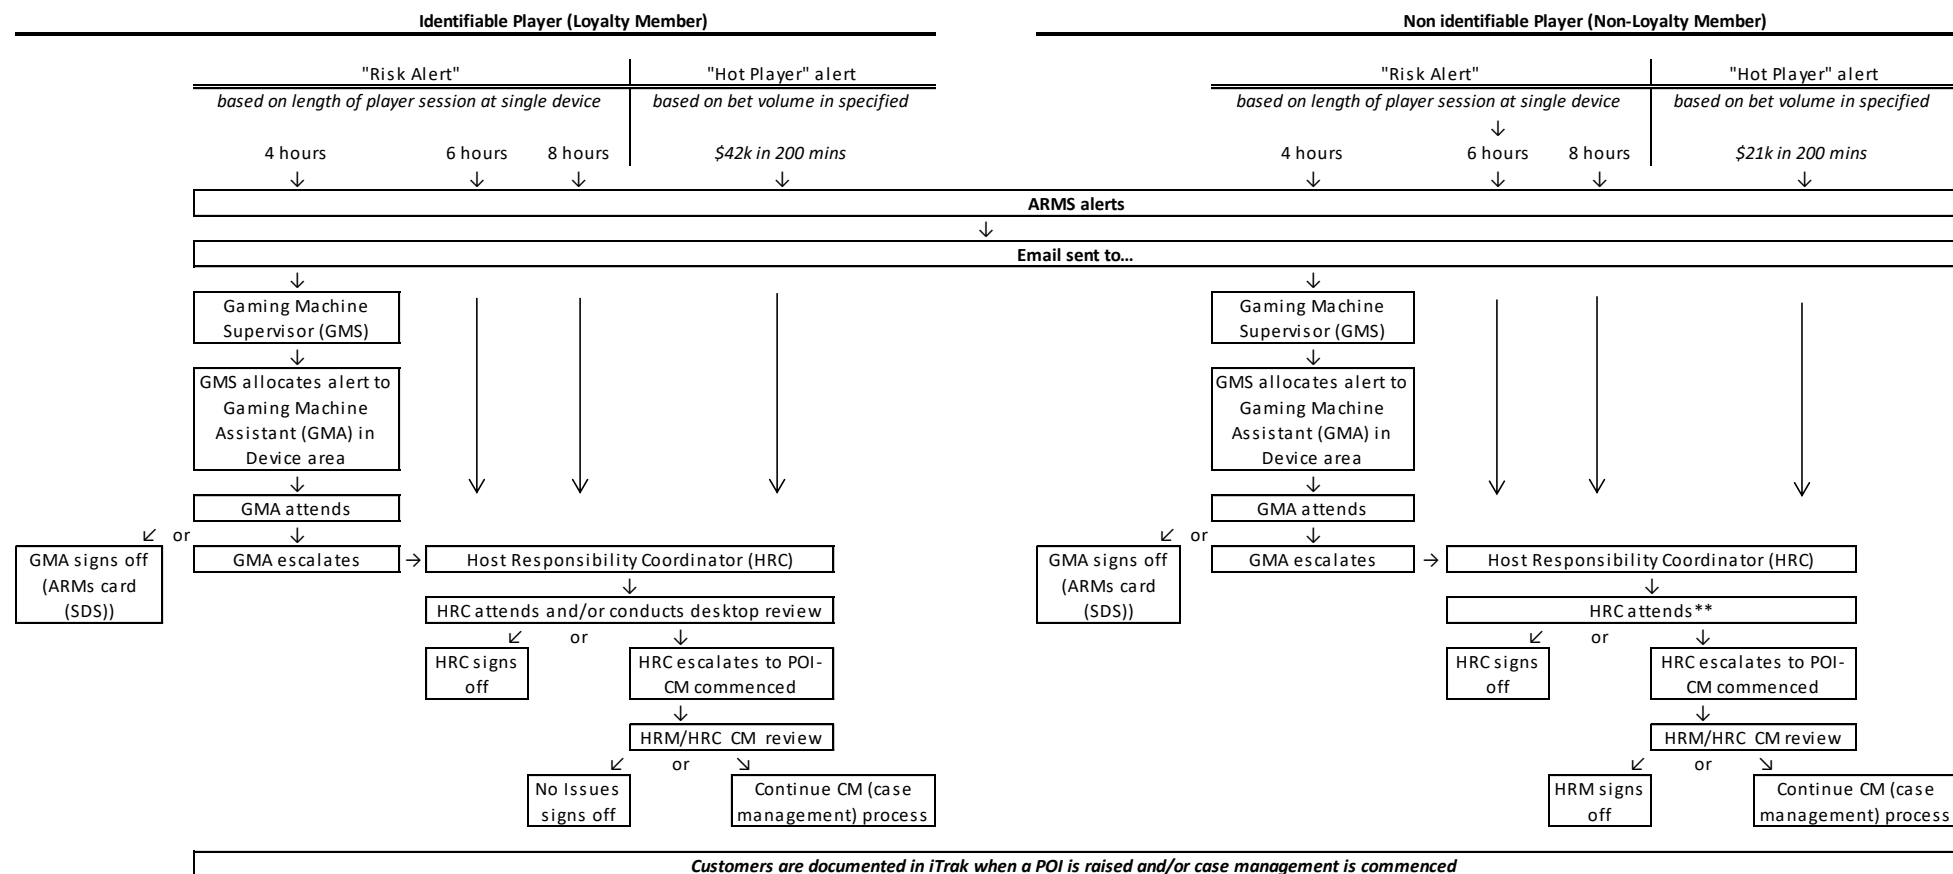 Identifiable Player (Loyalty Member)
Non identifiable Player (Non-Loyalty Member)
"Risk Alert"
"Hot Player" alert
"Risk Alert"
"Hot Player" alert
based on length of player session at single device
based on bet volume in specified
based on length of player session at single device
based on bet volume in specified
4 hours
6 hours
8 hours
$42k in 200 mins
4 hours
6 hours
8 hours
$21k in 200 mins
ARMS alerts
Email sent to...
Gaming Machine
Supervisor (GMS)
GMS allocates alert to
Gaming Machine
Assistant (GMA) in
Device area
GMA attends
or
GMA signs off
(ARMs card
(SDS))
GMA escalates
Host Responsibility Coordinator (HRC)
HRC attends and/or conducts desktop review
or
HRC signs
off
HRC escalates to POI-
CM commenced
HRM/HRC CM review
or
No Issues
signs off
Continue CM (case
management) process
Gaming Machine
Supervisor (GMS)
GMS allocates alert to
Gaming Machine
Assistant (GMA) in
Device area
GMA attends
or
GMA signs off
(ARMs card
(SDS))
GMA escalates
Host Responsibility Coordinator (HRC)
HRC attends**
or
HRC signs
off
HRC escalates to POI-
CM commenced
HRM/HRC CM review
or
HRM signs
off
Continue CM (case
management) process
Customers are documented in iTrak when a POI is raised and/or case management is commenced